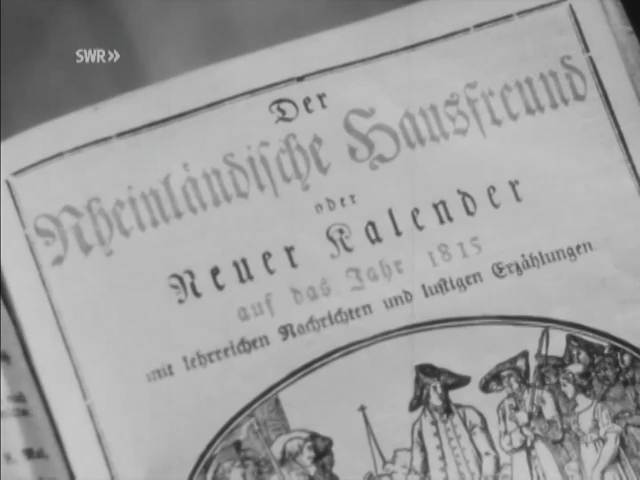 SWR»
Der
Rheinländische Hausfreund
oder
Neuer Kalender
auf das Jahr 1815
mit lehrreichen Nachrichten und lustigen Erzählungen